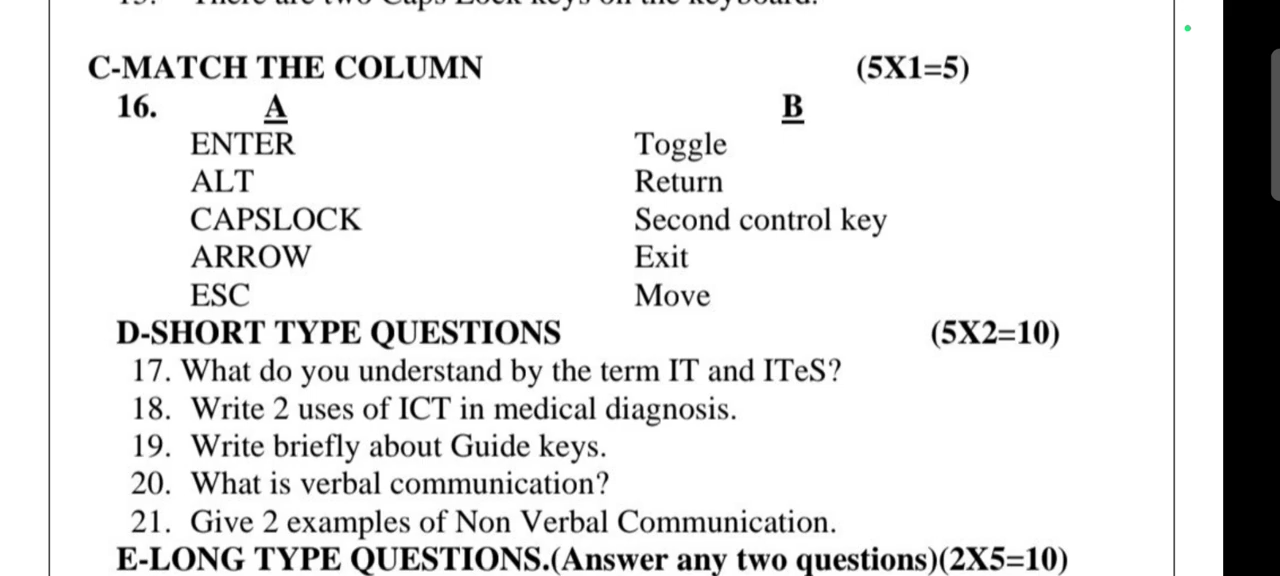 C-MATCH THE COLUMN (5X1=5)
16. A B
ENTER Toggle
ALT Return
CAPSLOCK Second control key
ARROW Exit
ESC Move
D-SHORT TYPE QUESTIONS (5X2=10)
17. What do you understand by the term IT and ITeS?
18. Write 2 uses of ICT in medical diagnosis.
19. Write briefly about Guide keys.
20. What is verbal communication?
21. Give 2 examples of Non Verbal Communication.
E-LONG TYPE QUESTIONS.(Answer any two questions)(2X5=10)